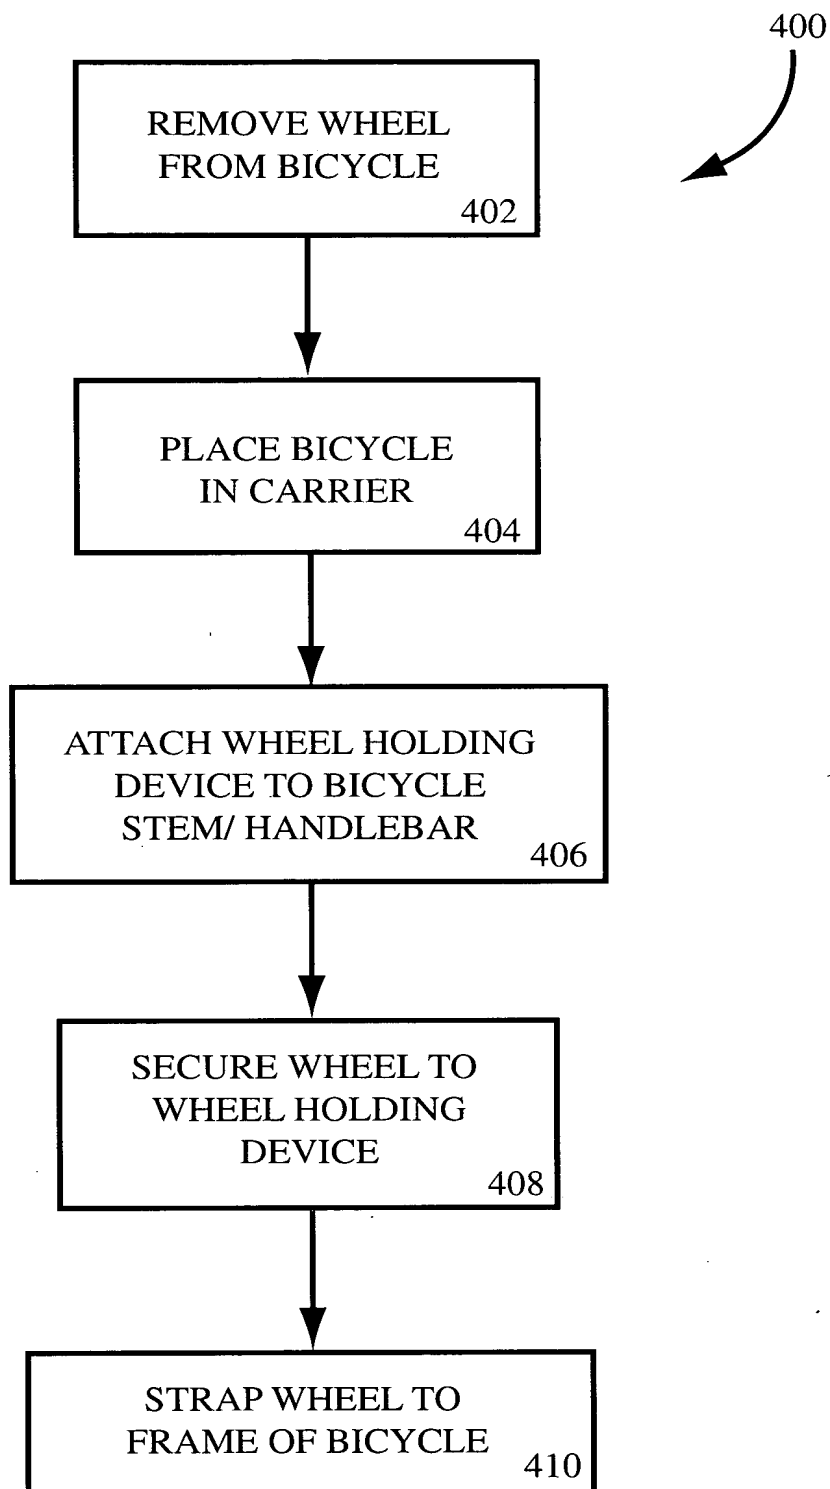 400
REMOVE WHEEL
FROM BICYCLE
402
PLACE BICYCLE
IN CARRIER
404
ATTACH WHEEL HOLDING
DEVICE TO BICYCLE
STEM/ HANDLEBAR
406
SECURE WHEEL TO
WHEEL HOLDING
DEVICE
408
STRAP WHEEL TO
FRAME OF BICYCLE
410